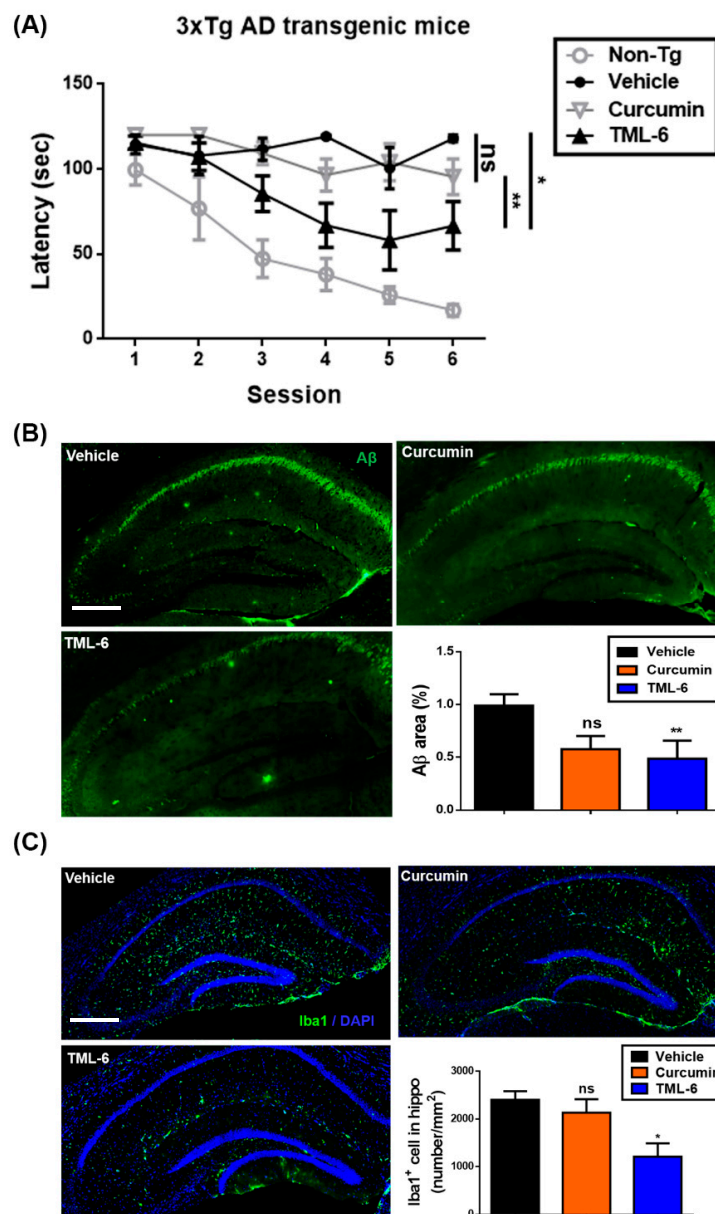 (A)
3xTg AD transgenic mice
Non-Tg
Vehicle
Curcumin
TML-6
150
100
50
0
Latency (sec)
1 2 3 4 5 6
Session
ns
**
*
(B)
Vehicle
Aβ
Curcumin
TML-6
Vehicle
Curcumin
TML-6
1.5
1.0
0.5
0.0
Aβ area (%)
ns
**
(C)
Vehicle
Iba1 / DAPI
Curcumin
TML-6
Vehicle
Curcumin
TML-6
3000
2000
1000
0
Iba1⁺ cell in hippo
(number/mm²)
ns
*